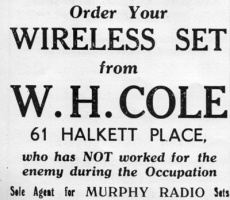 Order Your
WIRELESS SET
from
W. H. COLE
61 HALKETT PLACE,
who has NOT worked for the
enemy during the Occupation
Sole Agent for MURPHY RADIO Sets